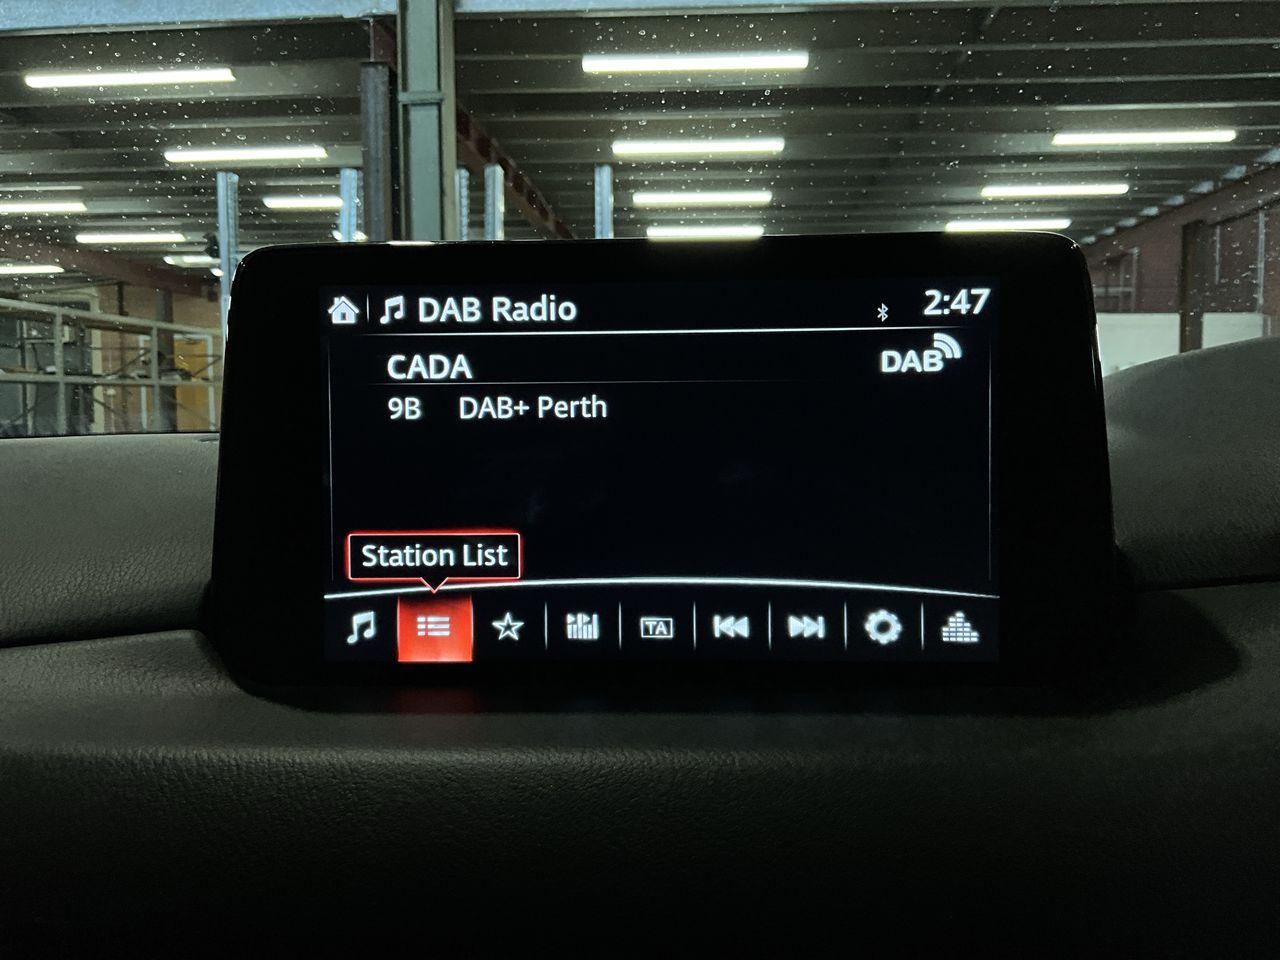 DAB Radio 2:47
CADA DAB
9B DAB+ Perth
Station List
TA